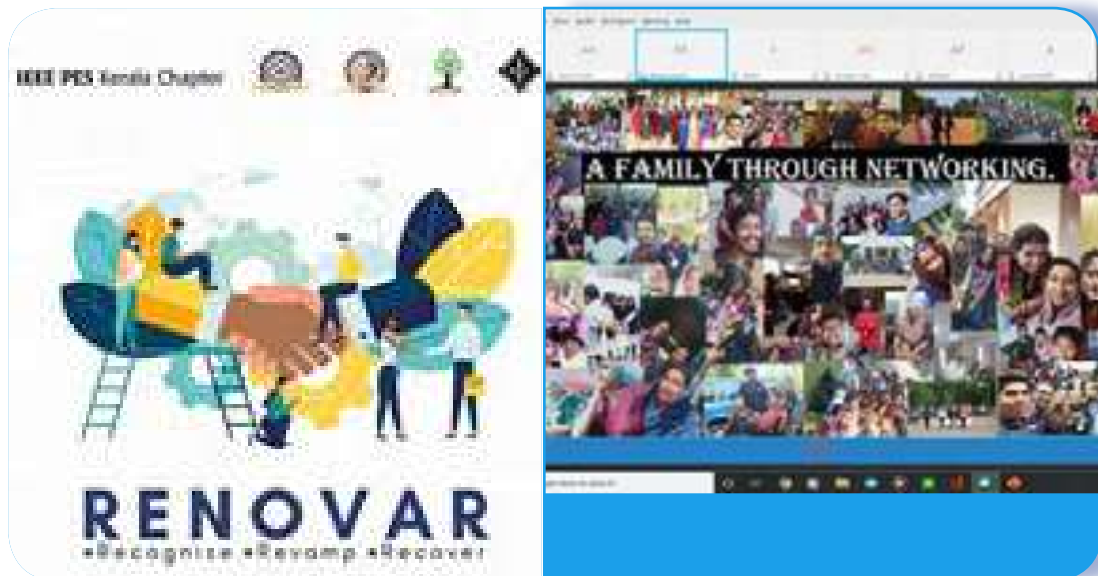 IEEE PES Kerala Chapter
A FAMILY THROUGH NETWORKING.
RENOVAR
•Recognise •Revamp •Recover